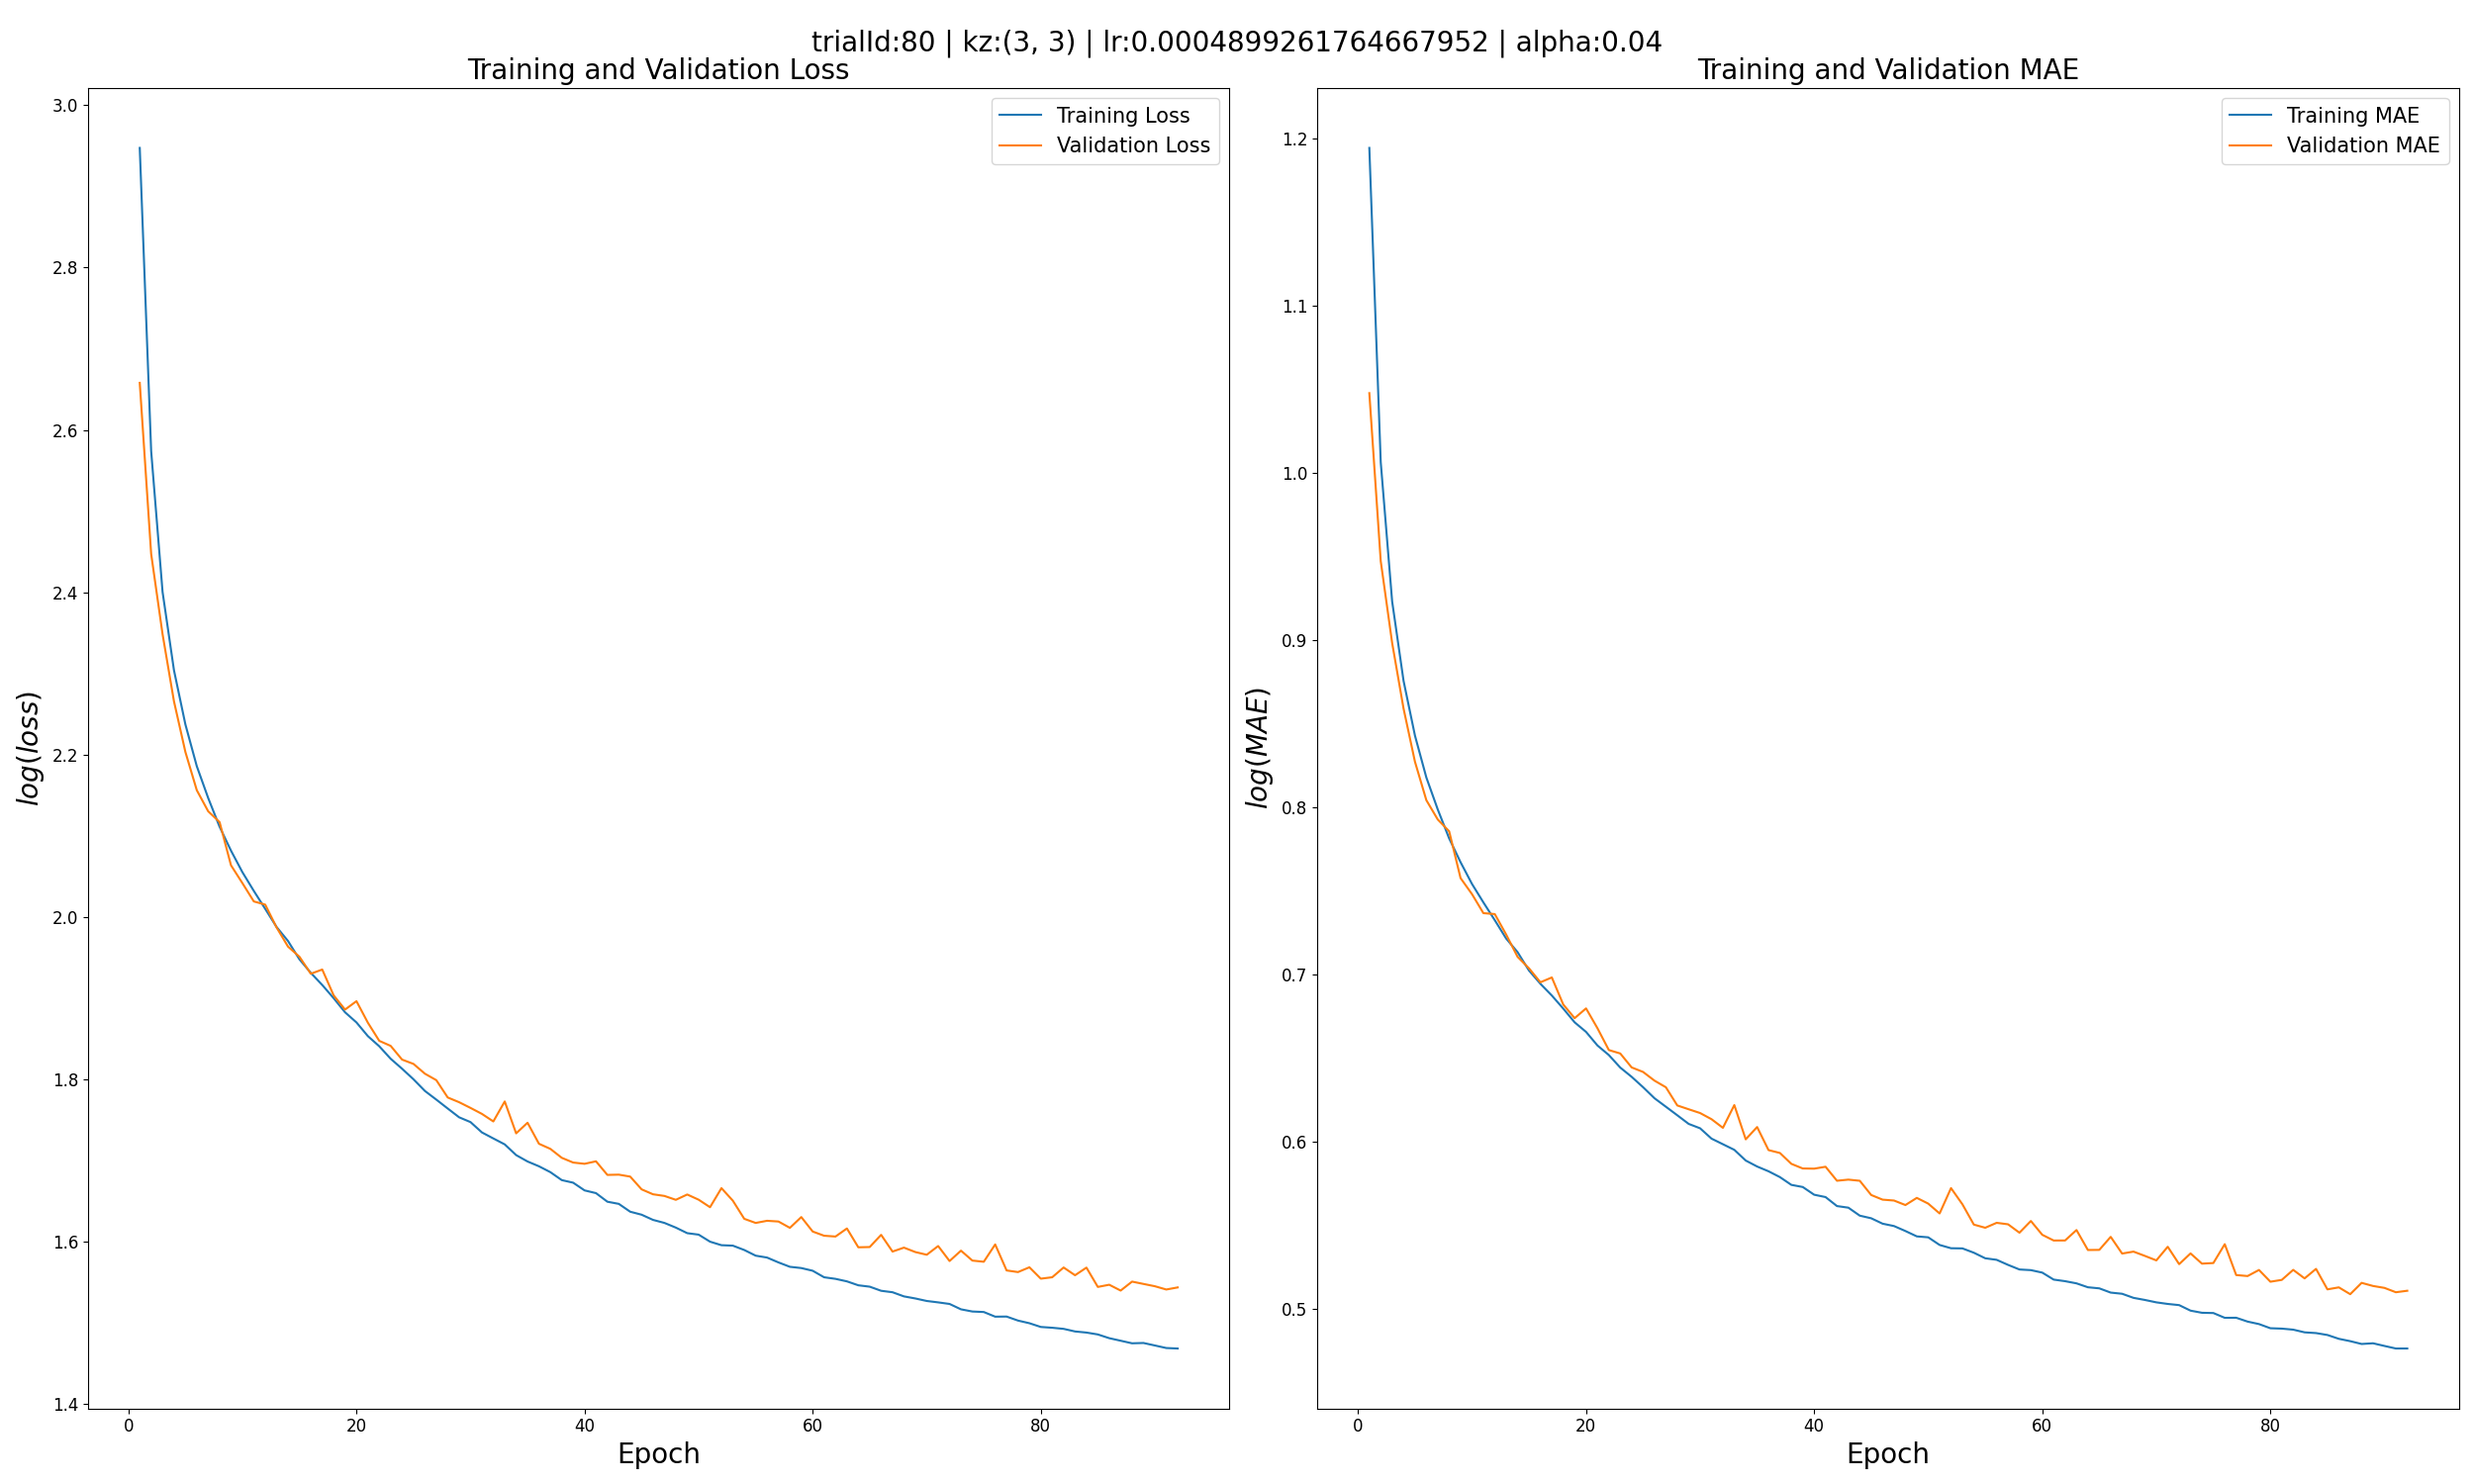 trialId:80 | kz:(3, 3) | lr:0.0004899261764667952 | alpha:0.04
Training and Validation Loss
Training Loss
Validation Loss
3.0
2.8
2.6
2.4
2.2
2.0
1.8
1.6
1.4
log(loss)
0
20
40
60
80
Epoch
Training and Validation MAE
Training MAE
Validation MAE
1.2
1.1
1.0
0.9
0.8
0.7
0.6
0.5
log(MAE)
0
20
40
60
80
Epoch